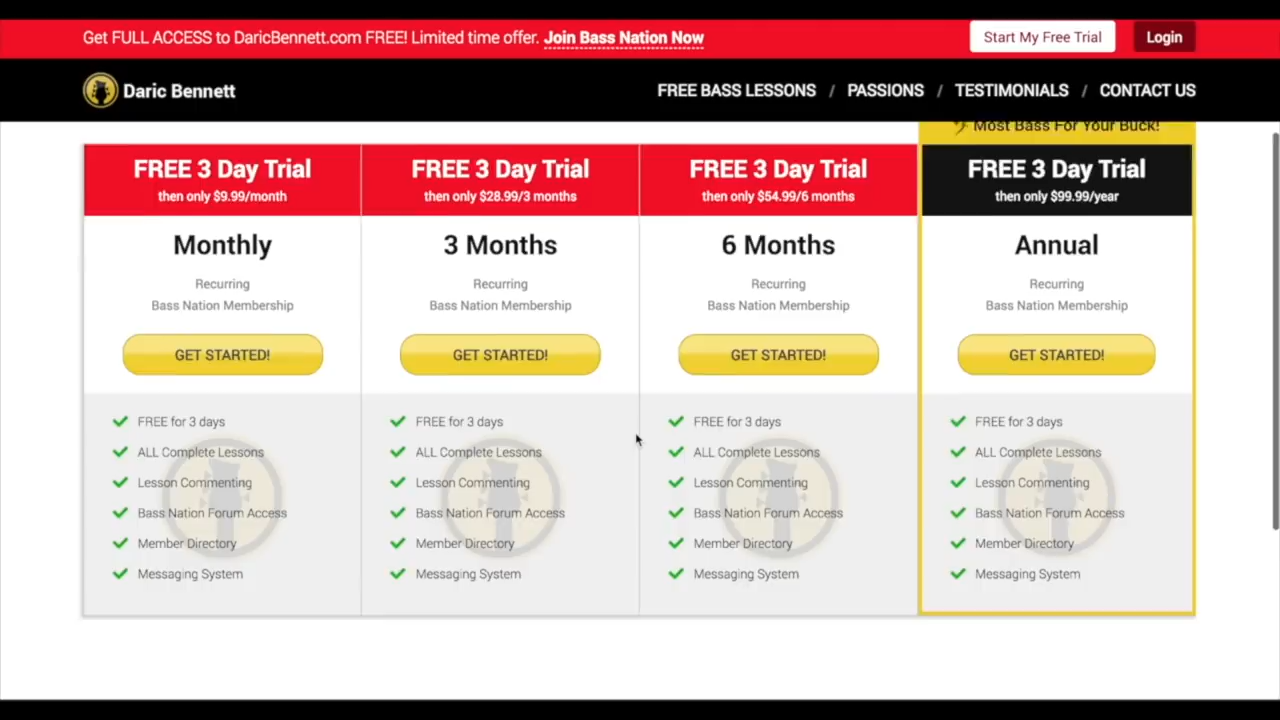 Get FULL ACCESS to DaricBennett.com FREE! Limited time offer. Join Bass Nation Now
Start My Free Trial
Login
Daric Bennett
FREE BASS LESSONS / PASSIONS / TESTIMONIALS / CONTACT US
Most Bass For Your Buck!
FREE 3 Day Trial
then only $9.99/month
Monthly
Recurring
Bass Nation Membership
GET STARTED!
FREE for 3 days
ALL Complete Lessons
Lesson Commenting
Bass Nation Forum Access
Member Directory
Messaging System
FREE 3 Day Trial
then only $28.99/3 months
3 Months
Recurring
Bass Nation Membership
GET STARTED!
FREE for 3 days
ALL Complete Lessons
Lesson Commenting
Bass Nation Forum Access
Member Directory
Messaging System
FREE 3 Day Trial
then only $54.99/6 months
6 Months
Recurring
Bass Nation Membership
GET STARTED!
FREE for 3 days
ALL Complete Lessons
Lesson Commenting
Bass Nation Forum Access
Member Directory
Messaging System
FREE 3 Day Trial
then only $99.99/year
Annual
Recurring
Bass Nation Membership
GET STARTED!
FREE for 3 days
ALL Complete Lessons
Lesson Commenting
Bass Nation Forum Access
Member Directory
Messaging System